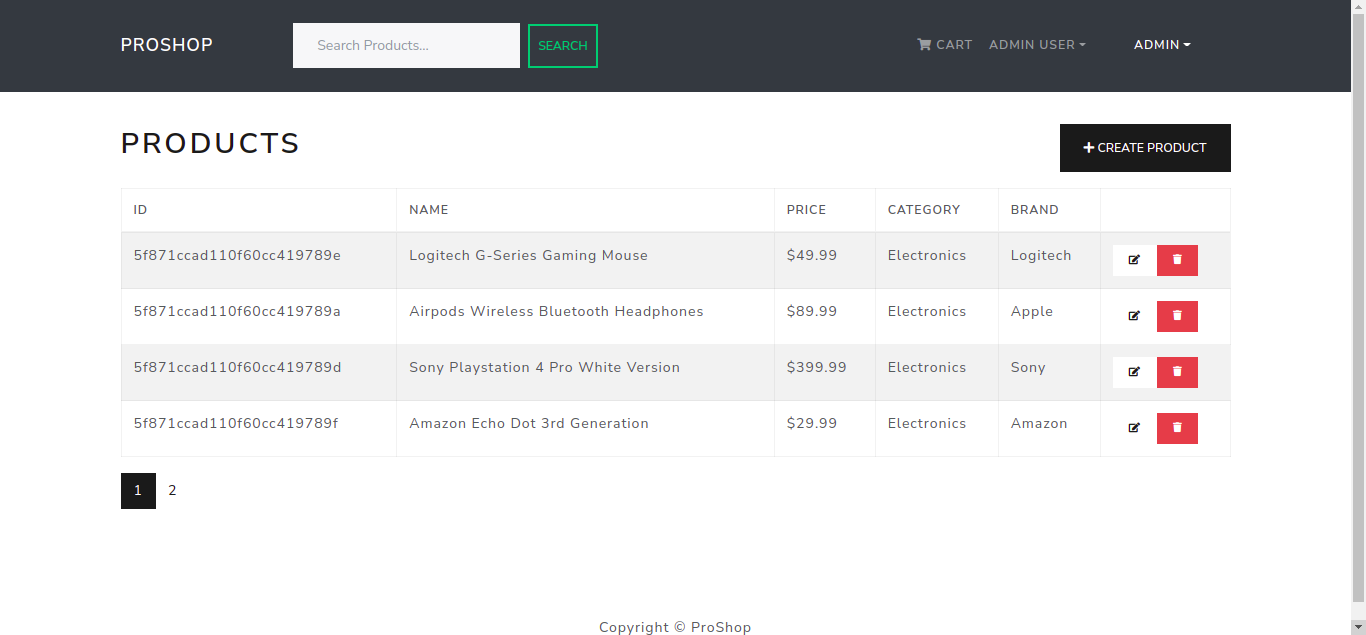 PROSHOP Search Products... SEARCH CART ADMIN USER ADMIN
PRODUCTS CREATE PRODUCT
ID NAME PRICE CATEGORY BRAND
5f871ccad110f60cc419789e Logitech G-Series Gaming Mouse $49.99 Electronics Logitech
5f871ccad110f60cc419789a Airpods Wireless Bluetooth Headphones $89.99 Electronics Apple
5f871ccad110f60cc419789d Sony Playstation 4 Pro White Version $399.99 Electronics Sony
5f871ccad110f60cc419789f Amazon Echo Dot 3rd Generation $29.99 Electronics Amazon
1 2
Copyright © ProShop